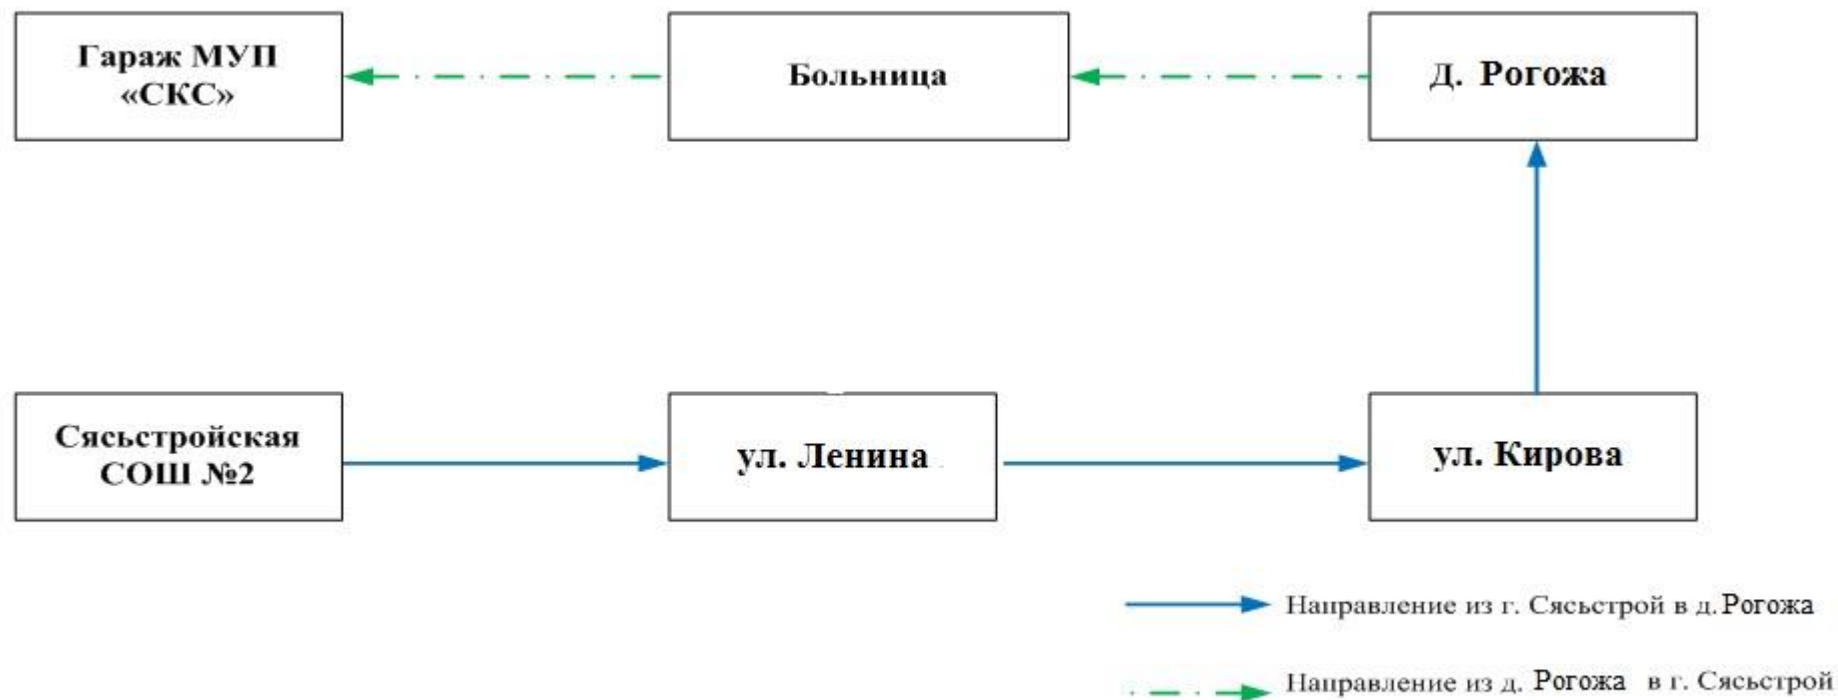 Гараж МУП
«СКС»
Больница
Д. Рогожа
Сясьстройская
СОШ №2
ул. Ленина
ул. Кирова
Направление из г. Сясьстрой в д. Рогожа
Направление из д. Рогожа в г. Сясьстрой